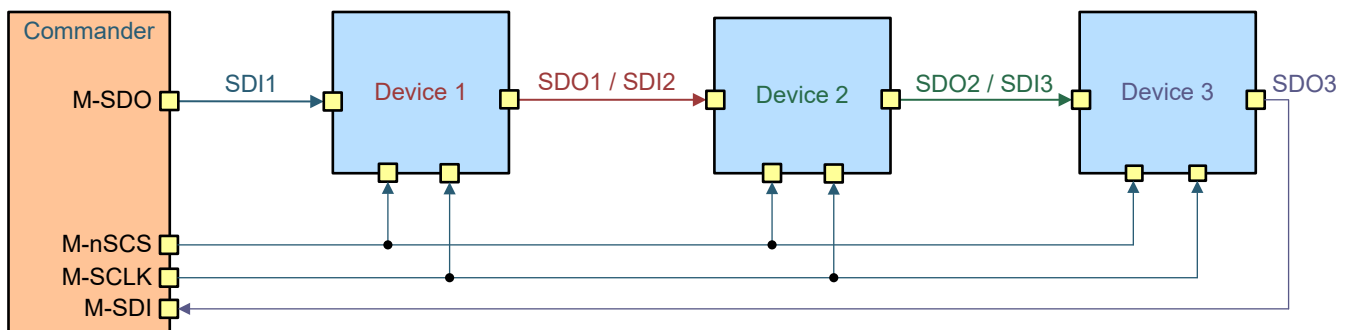 Commander
M-SDO
SDI1
Device 1
SDO1 / SDI2
Device 2
SDO2 / SDI3
Device 3
SDO3
M-nSCS
M-SCLK
M-SDI